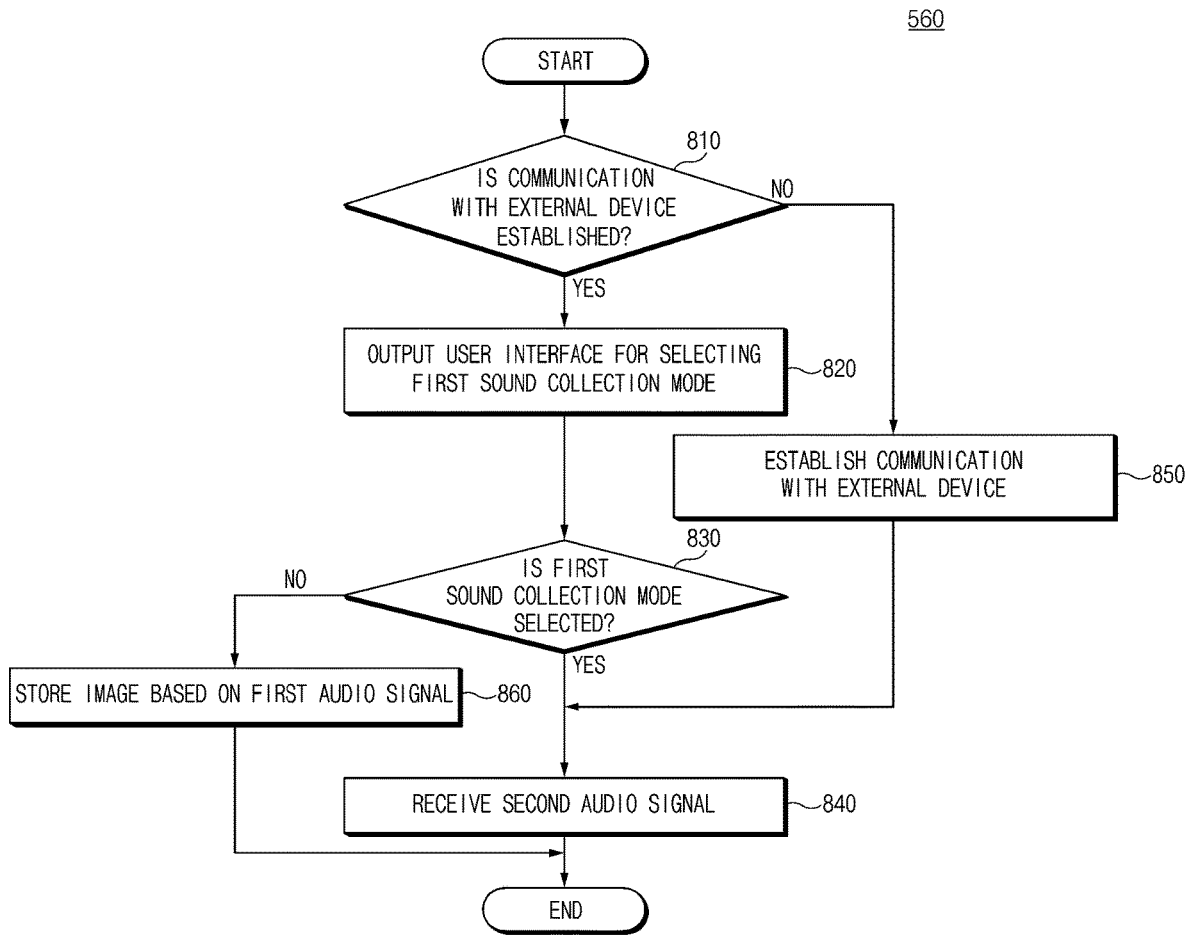 560
START
810
IS COMMUNICATION
WITH EXTERNAL DEVICE
ESTABLISHED?
NO
YES
OUTPUT USER INTERFACE FOR SELECTING
FIRST SOUND COLLECTION MODE
820
ESTABLISH COMMUNICATION
WITH EXTERNAL DEVICE
850
830
IS FIRST
SOUND COLLECTION MODE
SELECTED?
NO
YES
STORE IMAGE BASED ON FIRST AUDIO SIGNAL
860
RECEIVE SECOND AUDIO SIGNAL
840
END